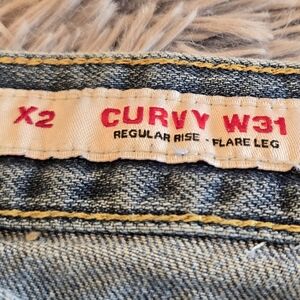 X2 CURVY W31
REGULAR RISE - FLARE LEG